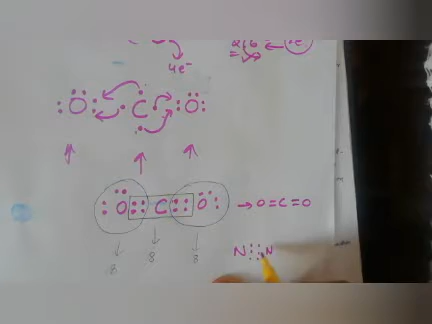 4e⁻
:Ö: C :Ö:
:Ö::C::Ö:
→ O=C=O
8 8 8
N ⋮⋮ N